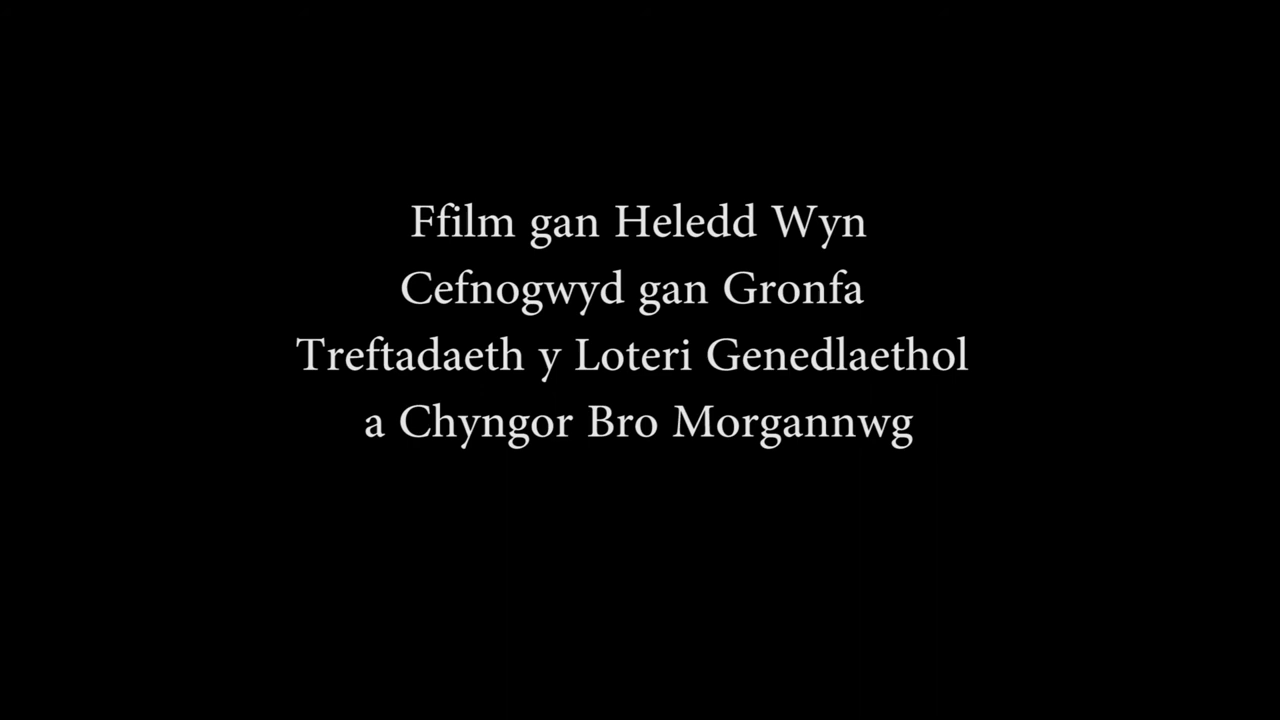 Ffilm gan Heledd Wyn
Cefnogwyd gan Gronfa
Treftadaeth y Loteri Genedlaethol
a Chyngor Bro Morgannwg